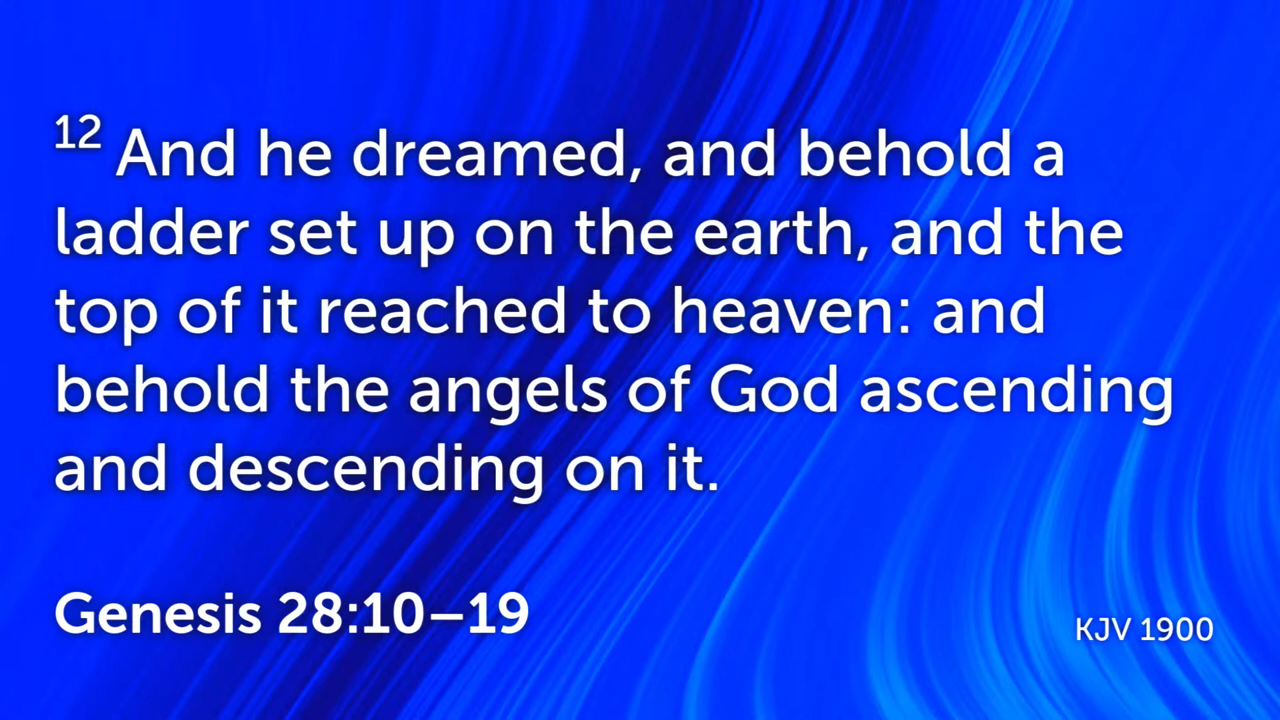 12 And he dreamed, and behold a
ladder set up on the earth, and the
top of it reached to heaven: and
behold the angels of God ascending
and descending on it.
Genesis 28:10–19
KJV 1900